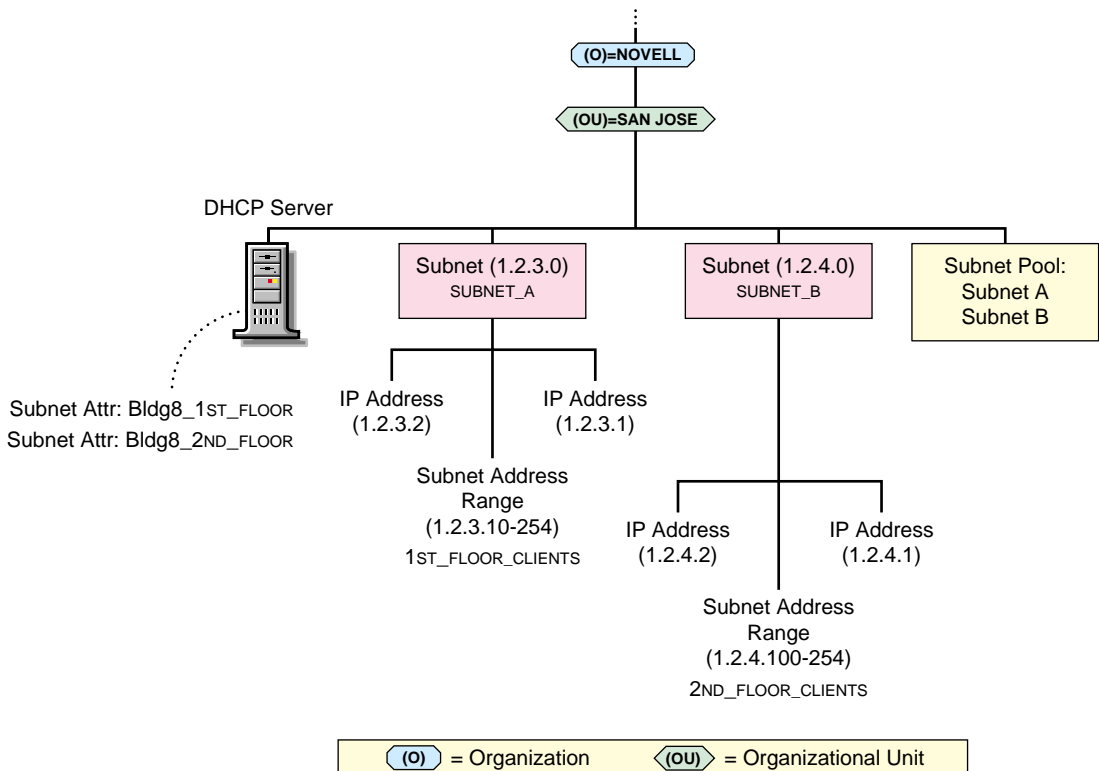 (O)=NOVELL
(OU)=SAN JOSE
DHCP Server
Subnet (1.2.3.0)
SUBNET_A
Subnet (1.2.4.0)
SUBNET_B
Subnet Pool:
Subnet A
Subnet B
Subnet Attr: Bldg8_1ST_FLOOR
Subnet Attr: Bldg8_2ND_FLOOR
IP Address
(1.2.3.2)
IP Address
(1.2.3.1)
Subnet Address
Range
(1.2.3.10-254)
1ST_FLOOR_CLIENTS
IP Address
(1.2.4.2)
IP Address
(1.2.4.1)
Subnet Address
Range
(1.2.4.100-254)
2ND_FLOOR_CLIENTS
(O) = Organization
(OU) = Organizational Unit